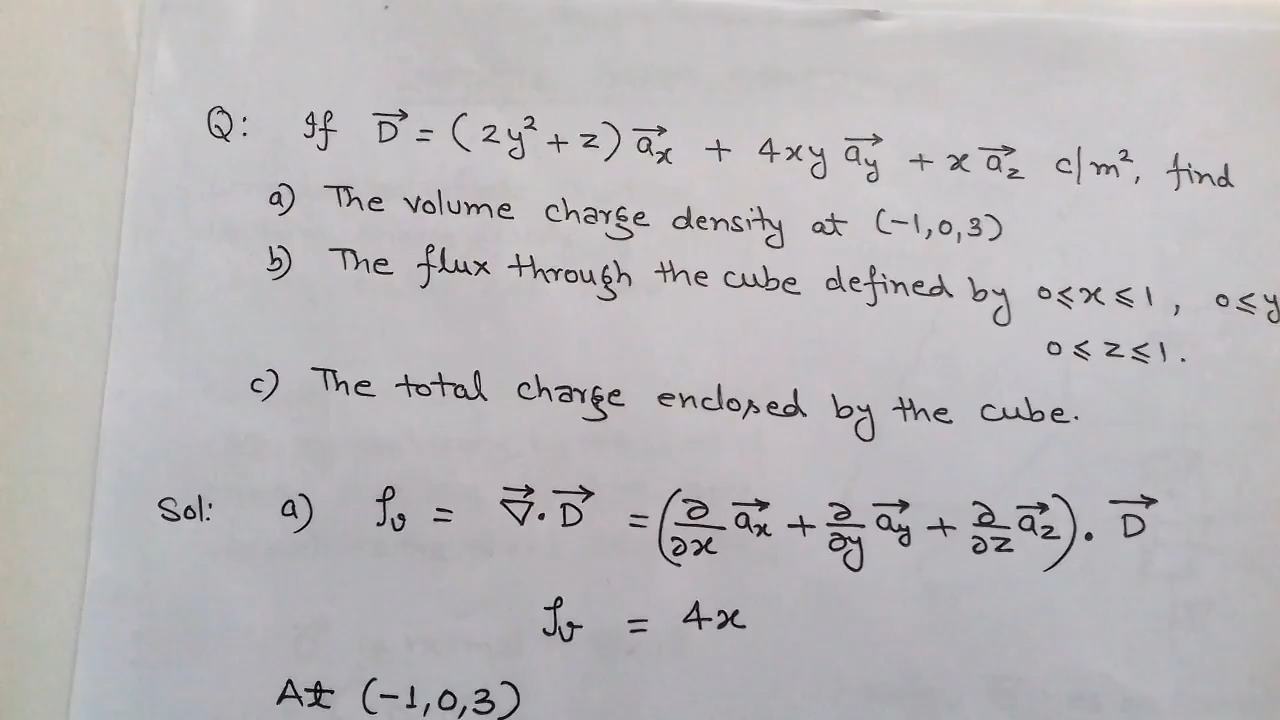 Q: If D⃗ = (2y² + z) a⃗ₓ + 4xy a⃗ᵧ + x a⃗_z c/m², find
a) The volume charge density at (-1,0,3)
b) The flux through the cube defined by 0≤x≤1, 0≤y
0≤z≤1.
c) The total charge enclosed by the cube.
Sol: a) ρᵥ = ∇⃗·D⃗ = (∂/∂x a⃗ₓ + ∂/∂y a⃗ᵧ + ∂/∂z a⃗_z) · D⃗
ρᵥ = 4x
At (-1,0,3)